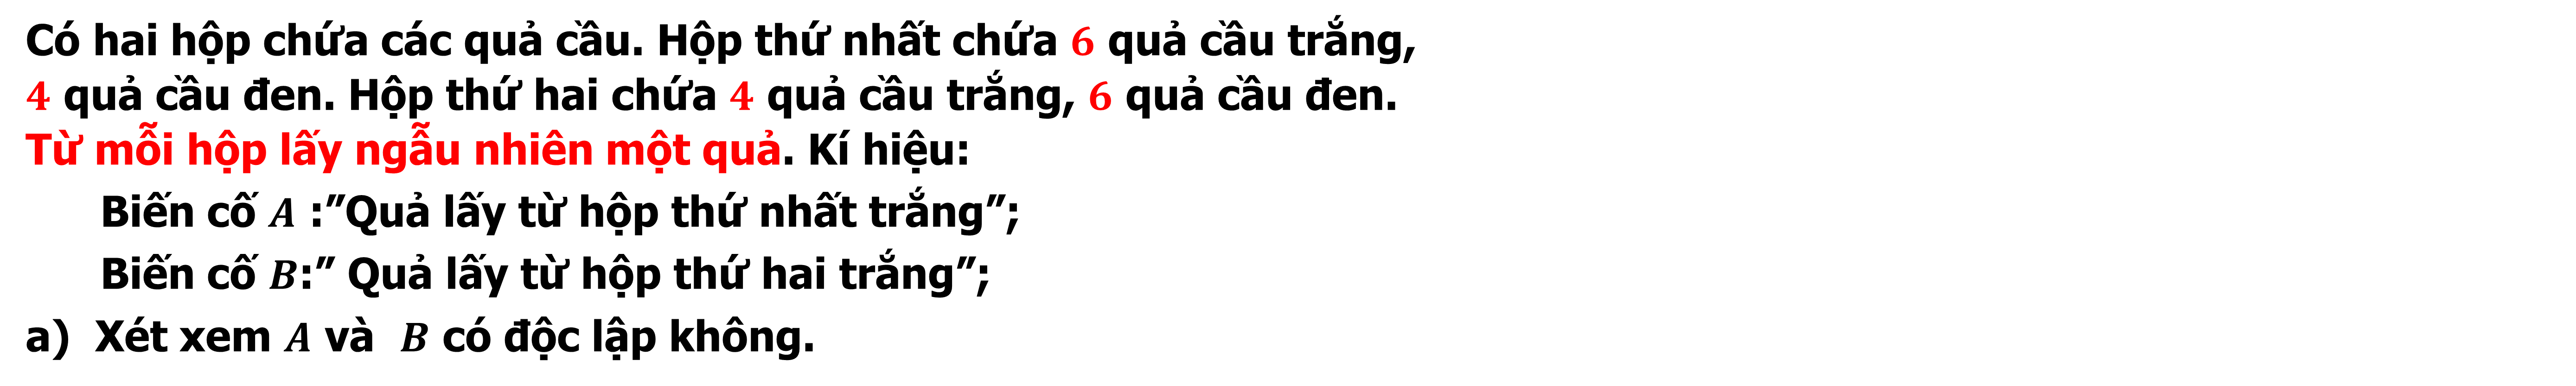 Có hai hộp chứa các quả cầu. Hộp thứ nhất chứa 6 quả cầu trắng,
4 quả cầu đen. Hộp thứ hai chứa 4 quả cầu trắng, 6 quả cầu đen.
Từ mỗi hộp lấy ngẫu nhiên một quả. Kí hiệu:
Biến cố A :”Quả lấy từ hộp thứ nhất trắng”;
Biến cố B:” Quả lấy từ hộp thứ hai trắng”;
a) Xét xem A và B có độc lập không.